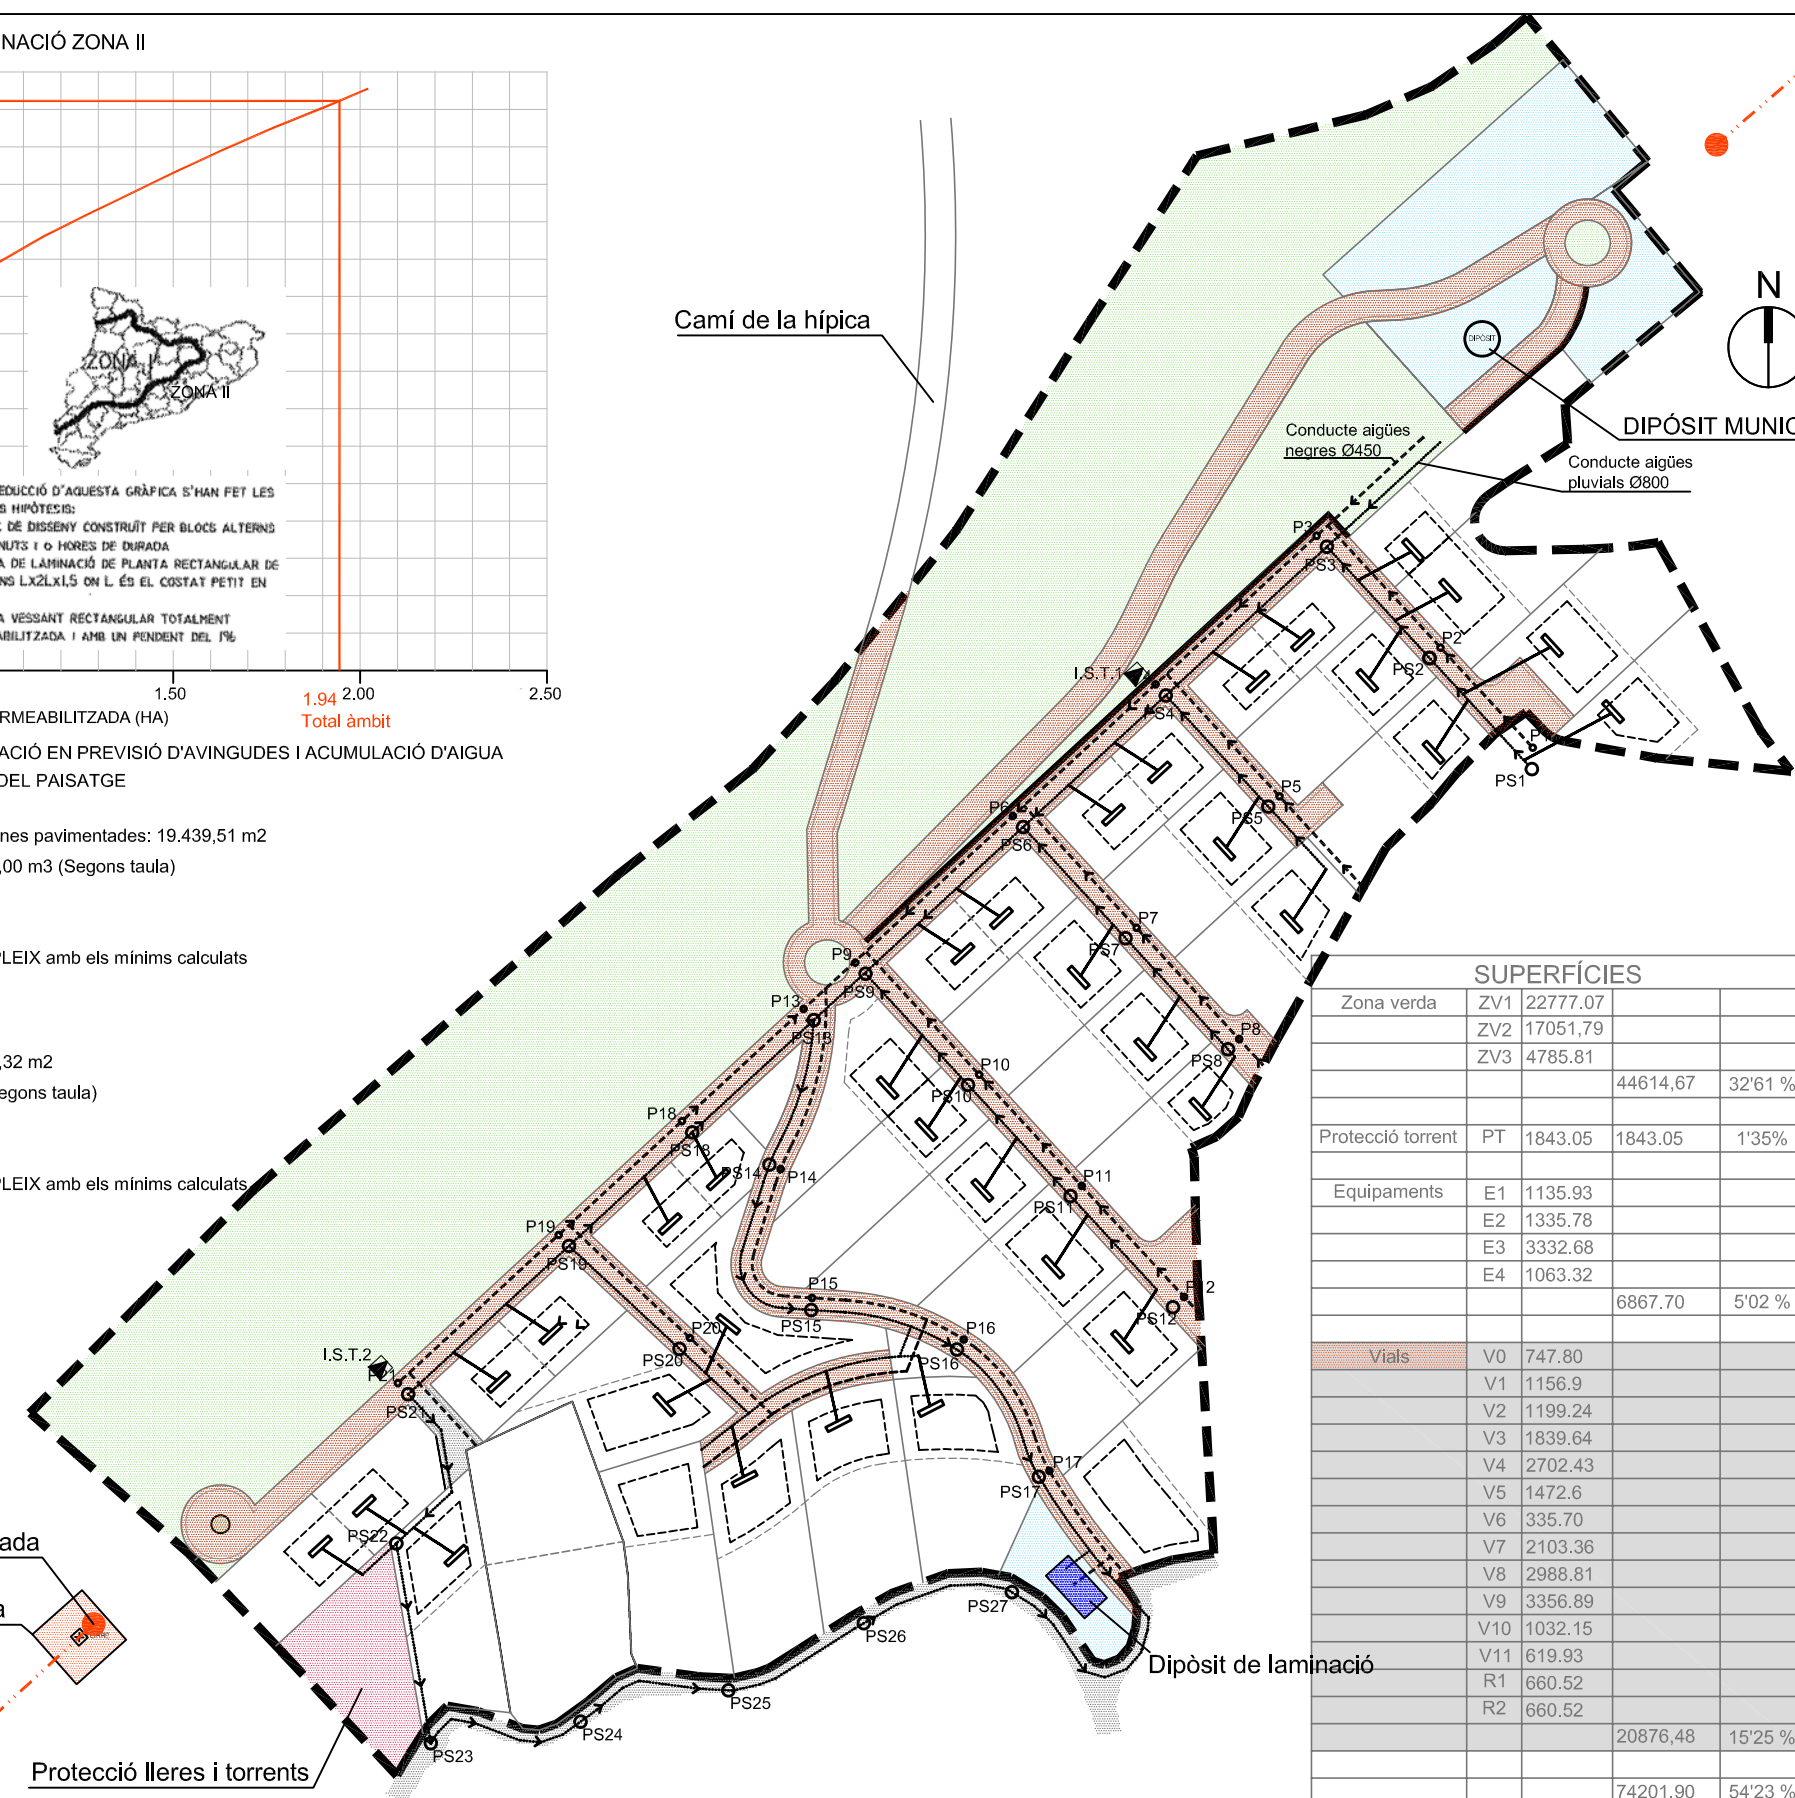 NACIÓ ZONA II
ZONA I
ZONA II
EDUCCIÓ D'AQUESTA GRÀFICA S'HAN FET LES
S HIPÒTESIS:
DE DISSENY CONSTRUÏT PER BLOCS ALTERNS
NUTS I 6 HORES DE DURADA
A DE LAMINACIÓ DE PLANTA RECTANGULAR DE
NS LX2LX1,5 ON L ÉS EL COSTAT PETIT EN
A VESSANT RECTANGULAR TOTALMENT
ABILITZADA I AMB UN PENDENT DEL 1%
1.50
1.94
2.00
2.50
Total àmbit
RMEABILITZADA (HA)
ACIÓ EN PREVISIÓ D'AVINGUDES I ACUMULACIÓ D'AIGUA
DEL PAISATGE
nes pavimentades: 19.439,51 m2
,00 m3 (Segons taula)
PLEIX amb els mínims calculats
,32 m2
egons taula)
PLEIX amb els mínims calculats
Camí de la hípica
N
DIPÒSIT
DIPÓSIT MUNIC
Conducte aigües
negres Ø450
Conducte aigües
pluvials Ø800
P3
PS3
P2
PS2
PS1
I.S.T.1
PS4
P5
PS5
P6
PS6
P7
PS7
P8
PS8
P9
PS9
P10
PS10
P11
PS11
P12
PS12
P13
PS13
P14
PS14
P15
PS15
P16
PS16
P17
PS17
P18
PS18
P19
PS19
P20
PS20
I.S.T.2
P21
PS21
PS22
PS23
PS24
PS25
PS26
PS27
Dipòsit de laminació
Protecció lleres i torrents
ada
a
SUPERFÍCIES
Zona verda ZV1 22777.07
ZV2 17051,79
ZV3 4785.81
44614,67 32'61 %
Protecció torrent PT 1843.05 1843.05 1'35%
Equipaments E1 1135.93
E2 1335.78
E3 3332.68
E4 1063.32
6867.70 5'02 %
Vials V0 747.80
V1 1156.9
V2 1199.24
V3 1839.64
V4 2702.43
V5 1472.6
V6 335.70
V7 2103.36
V8 2988.81
V9 3356.89
V10 1032.15
V11 619.93
R1 660.52
R2 660.52
20876,48 15'25 %
74201.90 54'23 %